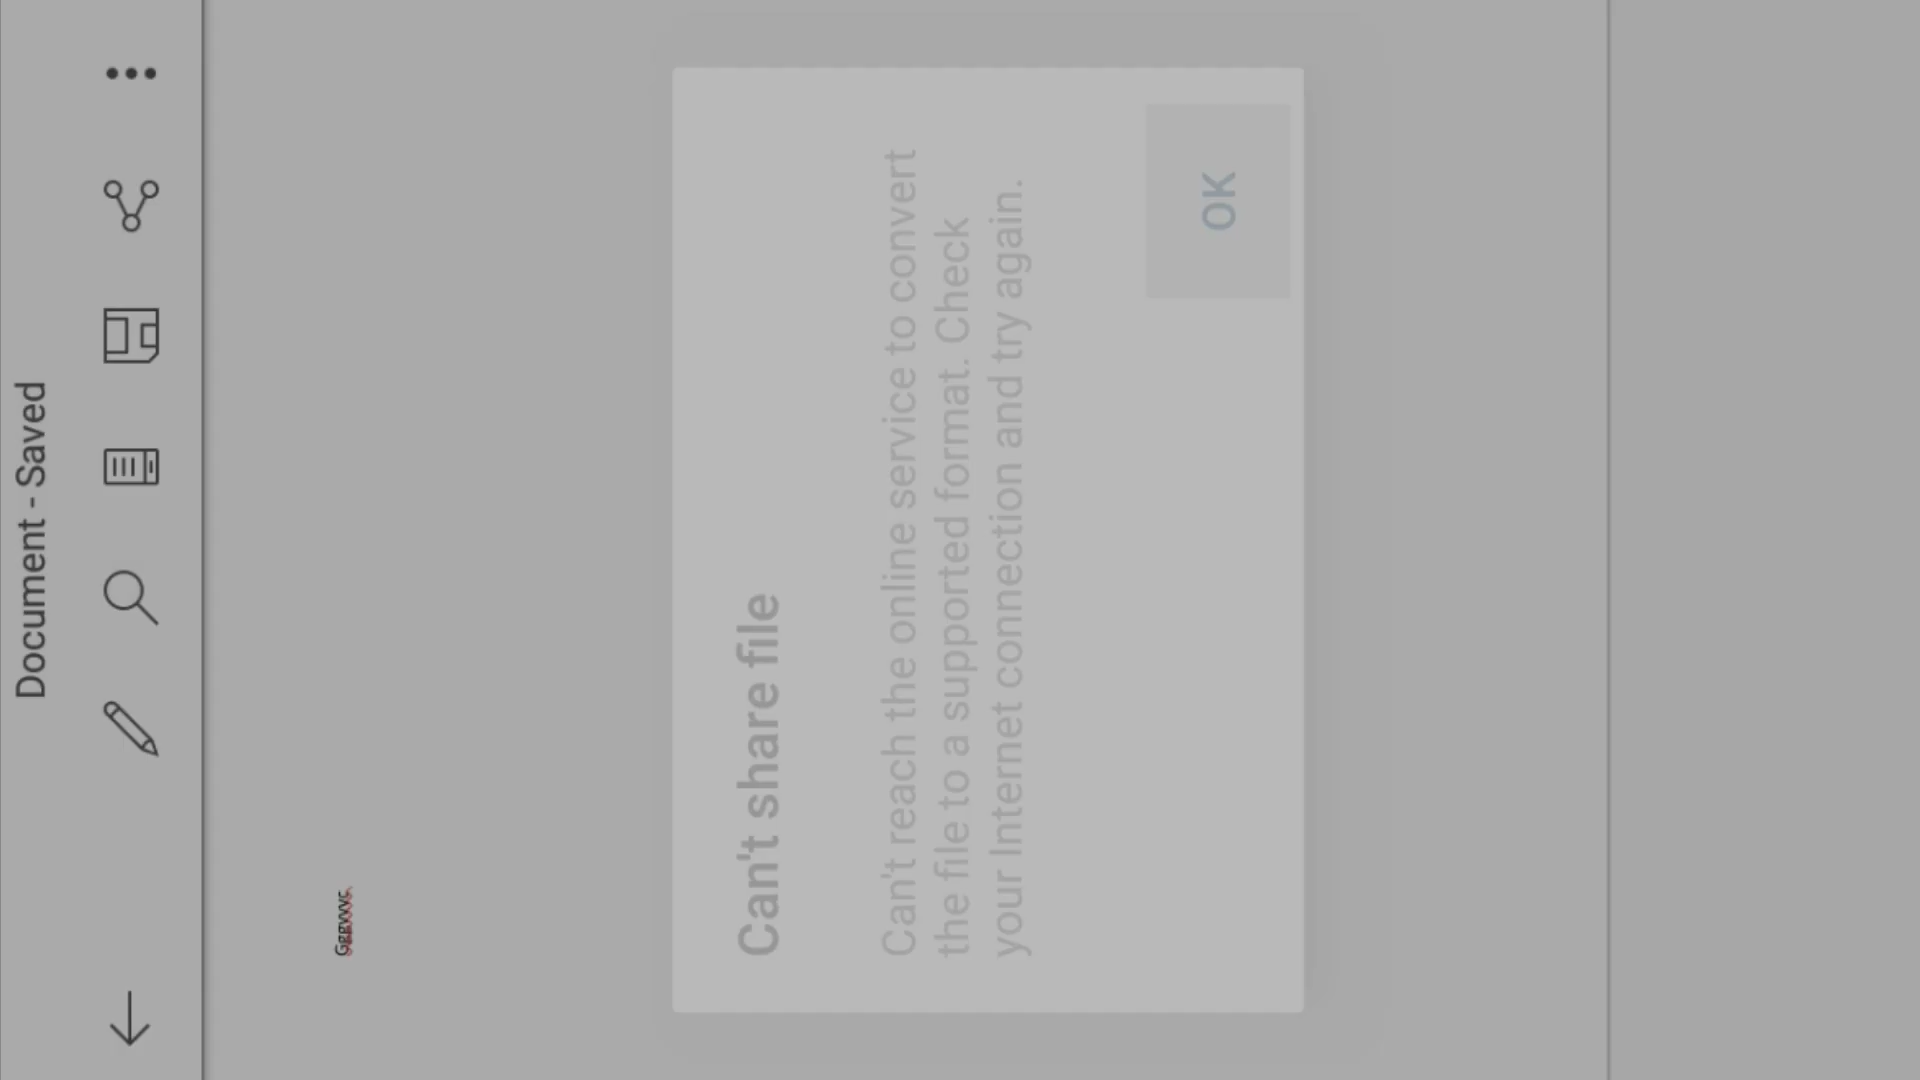 Document - Saved
Gggvvvc
Can't share file
Can't reach the online service to convert
the file to a supported format. Check
your Internet connection and try again.
OK